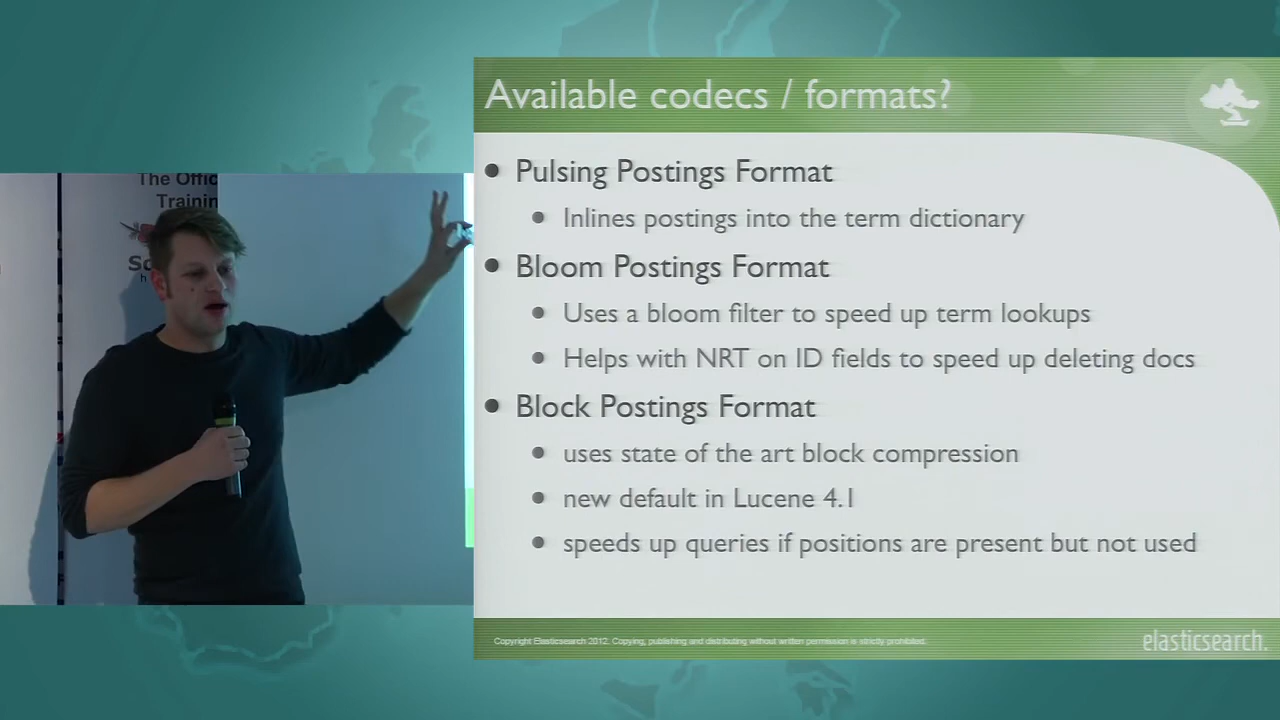 The Offic
Trainin
So
h
Available codecs / formats?
Pulsing Postings Format
Inlines postings into the term dictionary
Bloom Postings Format
Uses a bloom filter to speed up term lookups
Helps with NRT on ID fields to speed up deleting docs
Block Postings Format
uses state of the art block compression
new default in Lucene 4.1
speeds up queries if positions are present but not used
Copyright Elasticsearch 2012. Copying, publishing and distributing without written permission is strictly prohibited.
elasticsearch.